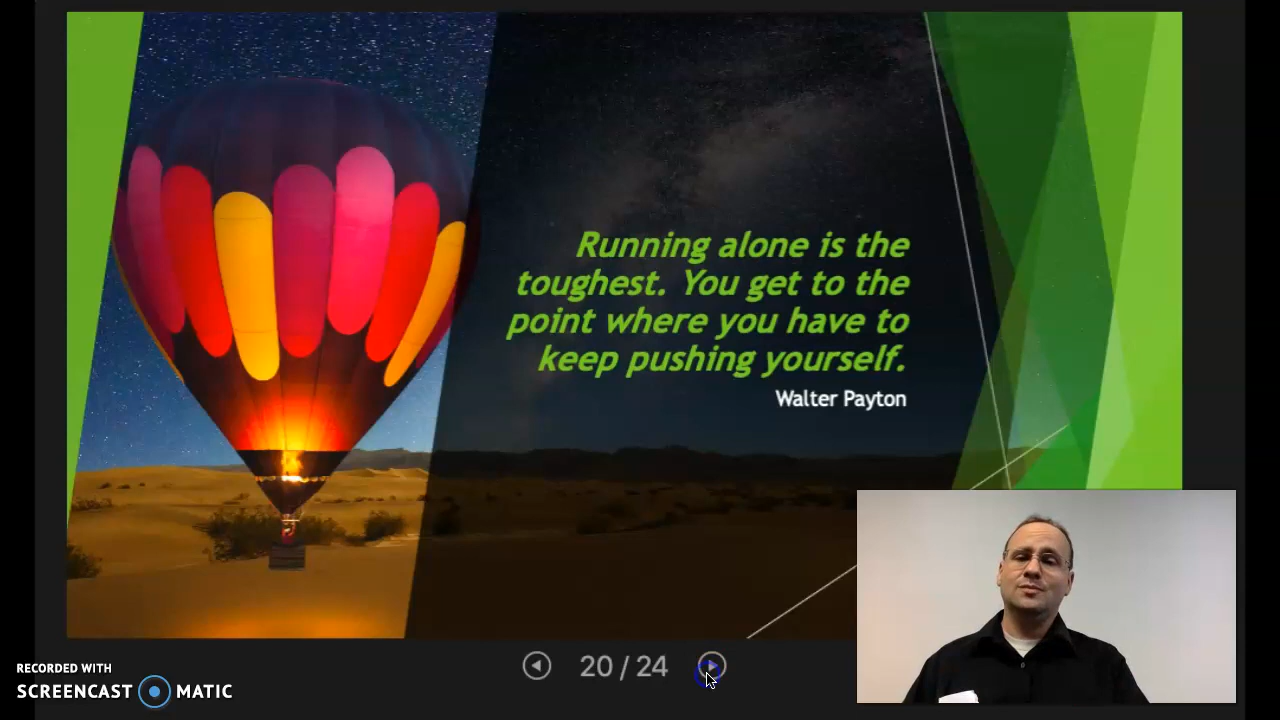 Running alone is the
toughest. You get to the
point where you have to
keep pushing yourself.
Walter Payton
20 / 24
RECORDED WITH
SCREENCAST MATIC